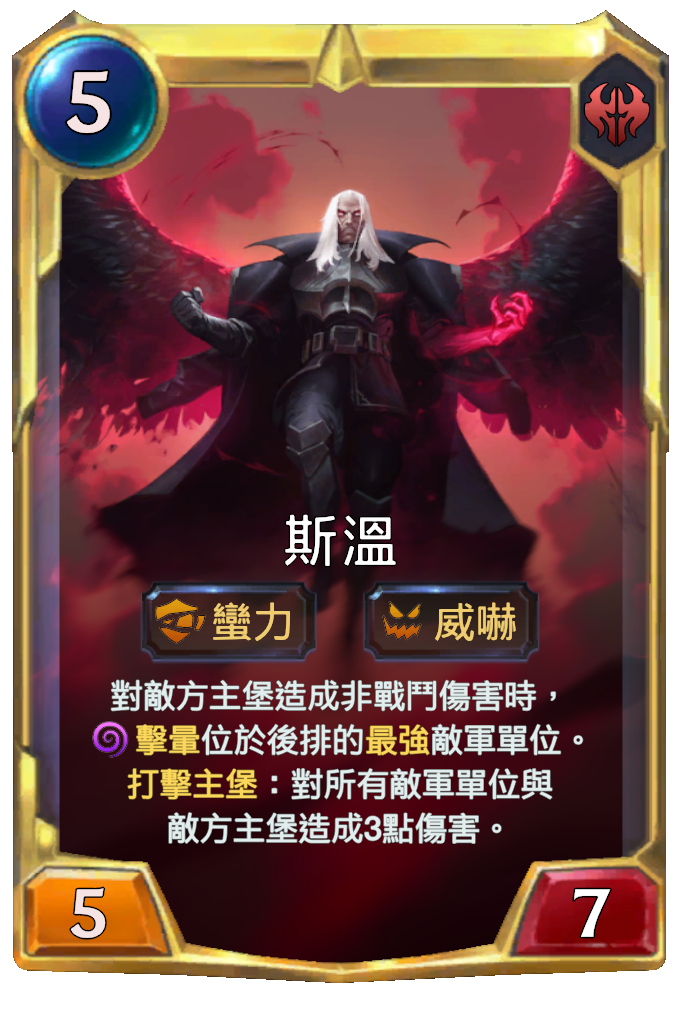 5
斯溫
蠻力 威嚇
對敵方主堡造成非戰鬥傷害時，
擊暈位於後排的最強敵軍單位。
打擊主堡：對所有敵軍單位與
敵方主堡造成3點傷害。
5 7